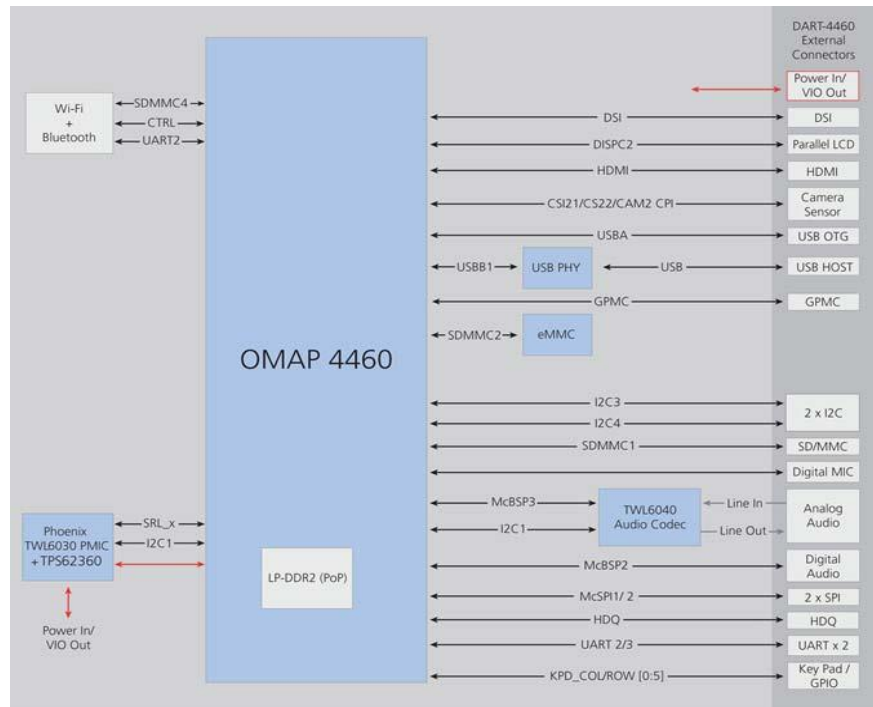 DART-4460
External
Connectors
Power In/
VIO Out
Wi-Fi
+
Bluetooth
SDMMC4
CTRL
UART2
DSI
DSI
DISPC2
Parallel LCD
HDMI
HDMI
CSI21/CS22/CAM2 CPI
Camera
Sensor
USBA
USB OTG
USBB1
USB PHY
USB
USB HOST
GPMC
GPMC
SDMMC2
eMMC
OMAP 4460
I2C3
I2C4
2 x I2C
SDMMC1
SD/MMC
Digital MIC
McBSP3
I2C1
TWL6040
Audio Codec
Line In
Line Out
Analog
Audio
Phoenix
TWL6030 PMIC
+TPS62360
SRL_x
I2C1
Power In/
VIO Out
LP-DDR2 (PoP)
McBSP2
Digital
Audio
McSPI1/ 2
2 x SPI
HDQ
HDQ
UART 2/3
UART x 2
KPD_COL/ROW [0:5]
Key Pad /
GPIO